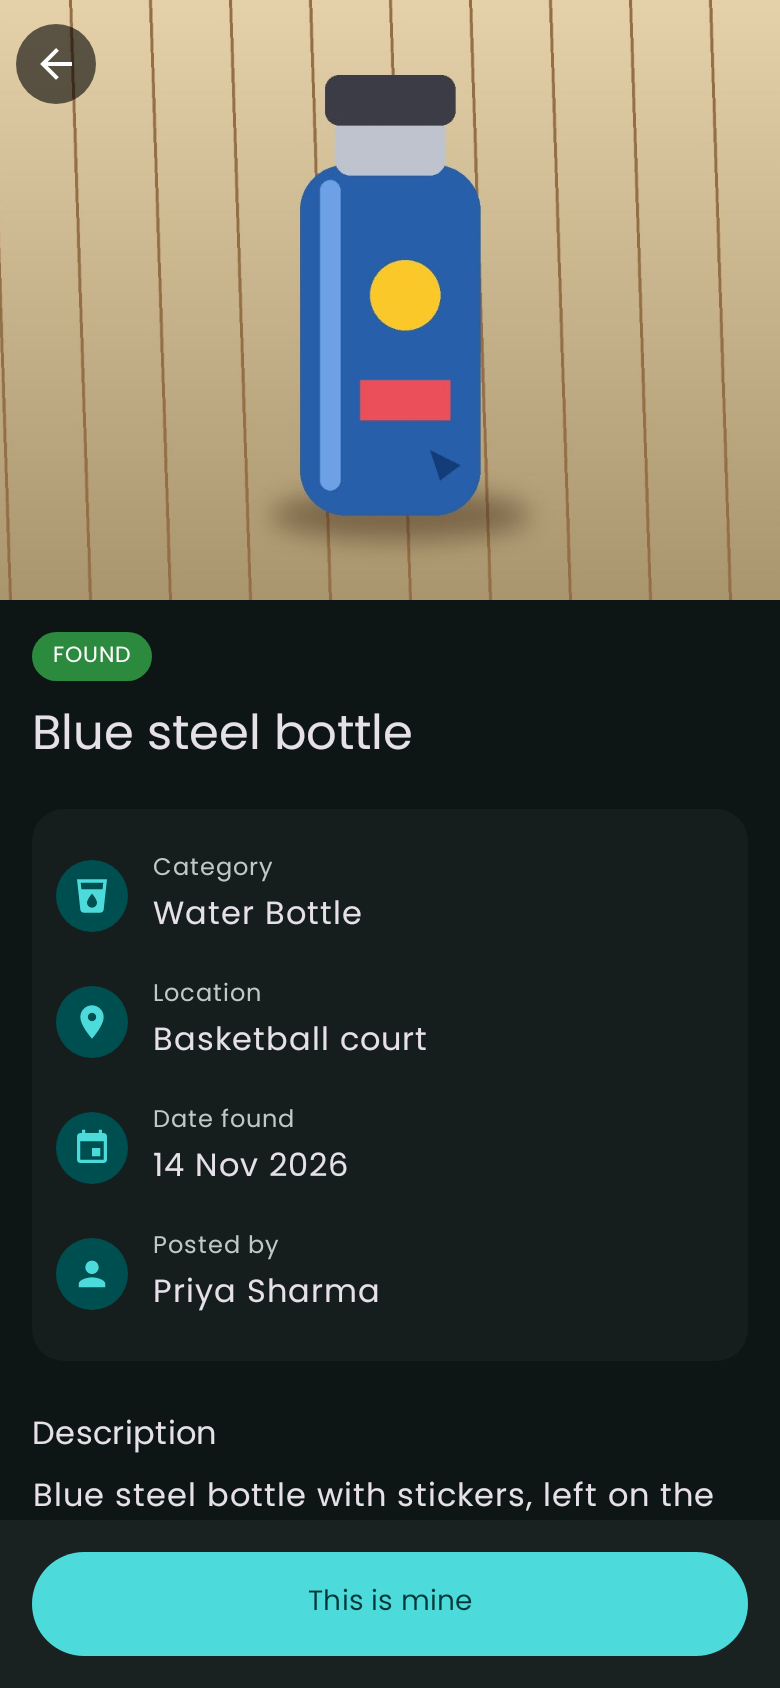 FOUND
Blue steel bottle
Category
Water Bottle
Location
Basketball court
Date found
14 Nov 2026
Posted by
Priya Sharma
Description
Blue steel bottle with stickers, left on the
This is mine